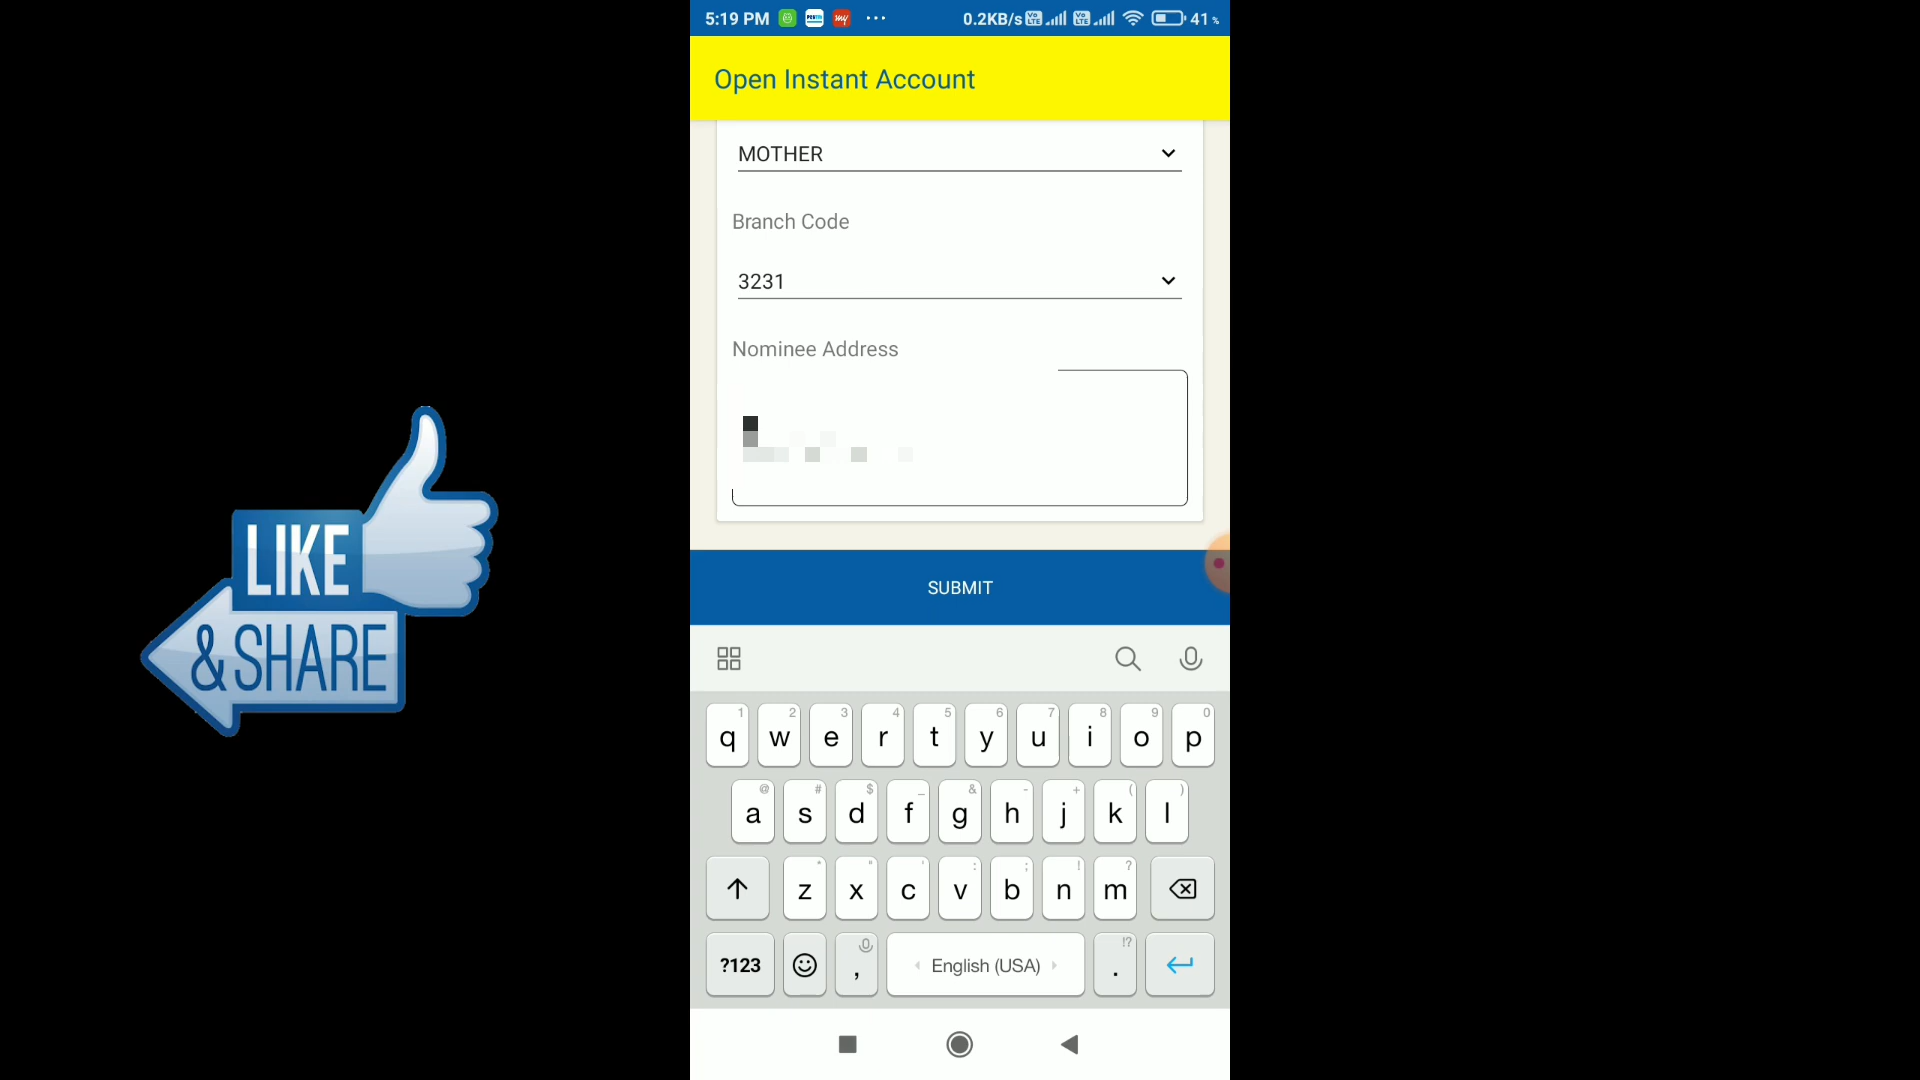 5:19 PM
0.2KB/s
41%
Open Instant Account
MOTHER
Branch Code
3231
Nominee Address
SUBMIT
LIKE
&SHARE
1 2 3 4 5 6 7 8 9 0
q w e r t y u i o p
@ # $ _ & - + ( )
a s d f g h j k l
* " ' : ; ! ?
z x c v b n m
!?
?123 , English (USA) .